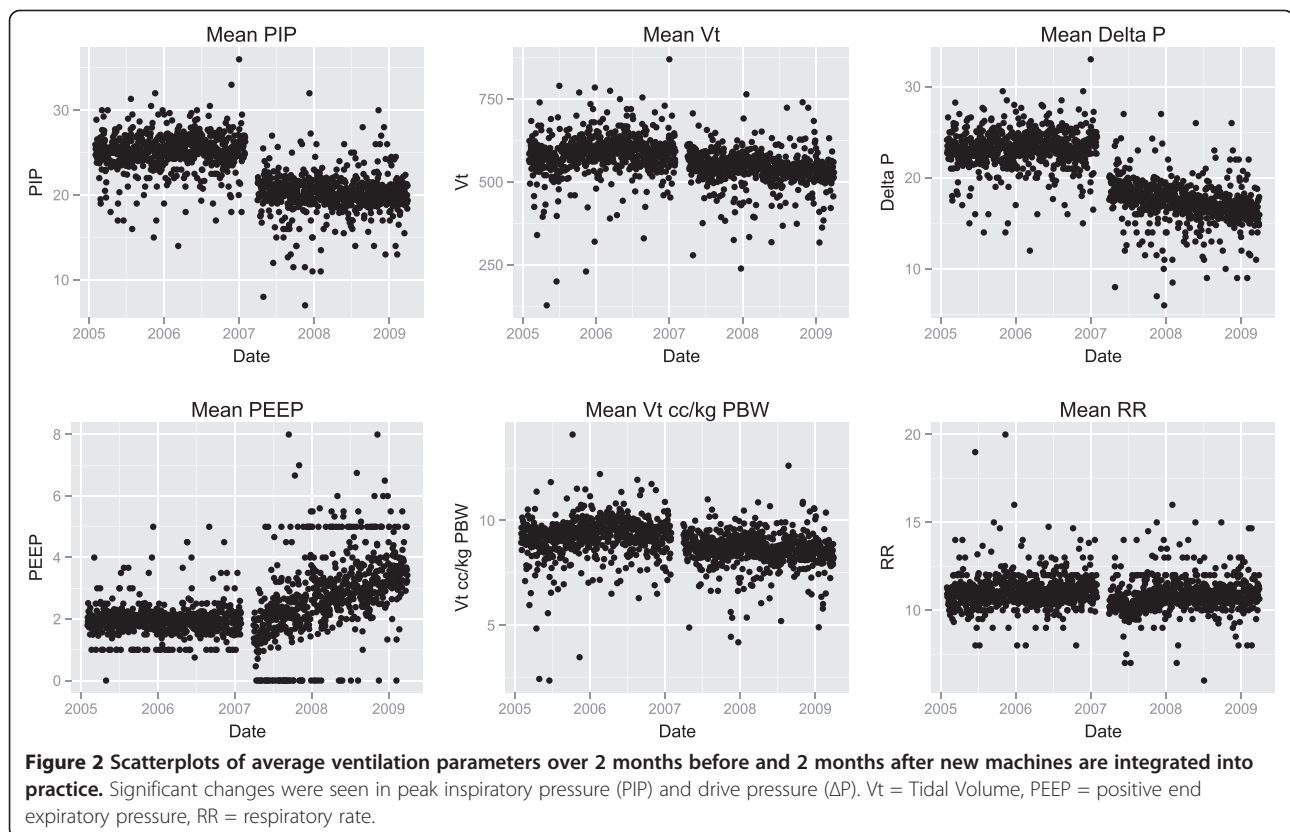 Mean PIP
30
20
10
PIP
2005 2006 2007 2008 2009
Date
Mean Vt
750
500
250
Vt
2005 2006 2007 2008 2009
Date
Mean Delta P
30
20
10
Delta P
2005 2006 2007 2008 2009
Date
Mean PEEP
8
6
4
2
0
PEEP
2005 2006 2007 2008 2009
Date
Mean Vt cc/kg PBW
10
5
Vt cc/kg PBW
2005 2006 2007 2008 2009
Date
Mean RR
20
15
10
RR
2005 2006 2007 2008 2009
Date
Figure 2 Scatterplots of average ventilation parameters over 2 months before and 2 months after new machines are integrated into
practice. Significant changes were seen in peak inspiratory pressure (PIP) and drive pressure (ΔP). Vt = Tidal Volume, PEEP = positive end
expiratory pressure, RR = respiratory rate.